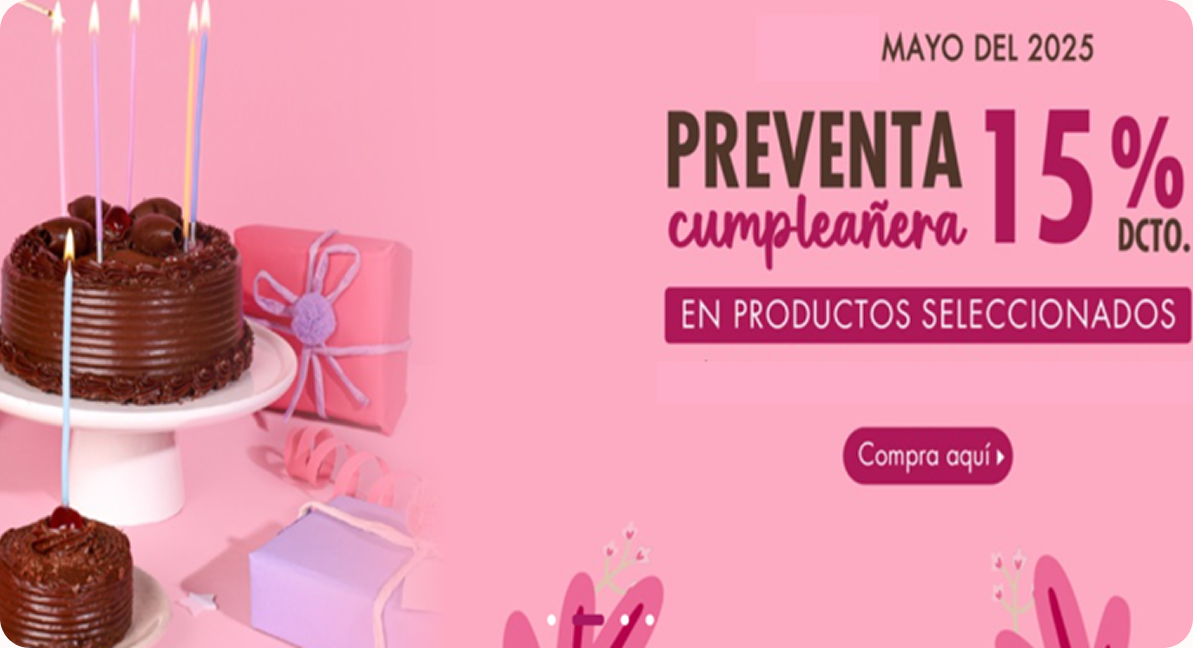 MAYO DEL 2025
PREVENTA 15%
cumpleañera DCTO.
EN PRODUCTOS SELECCIONADOS
Compra aquí